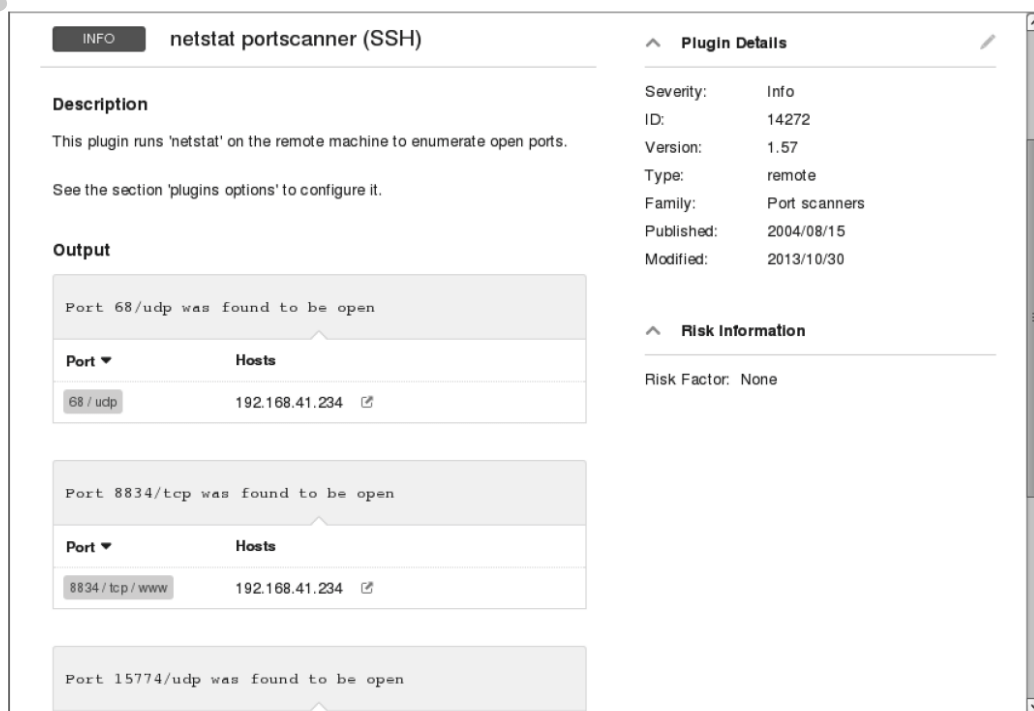 INFO netstat portscanner (SSH)
Description
This plugin runs 'netstat' on the remote machine to enumerate open ports.
See the section 'plugins options' to configure it.
Output
Port 68/udp was found to be open
Port Hosts
68 / udp 192.168.41.234
Port 8834/tcp was found to be open
Port Hosts
8834 / tcp / www 192.168.41.234
Port 15774/udp was found to be open
Plugin Details
Severity: Info
ID: 14272
Version: 1.57
Type: remote
Family: Port scanners
Published: 2004/08/15
Modified: 2013/10/30
Risk Information
Risk Factor: None